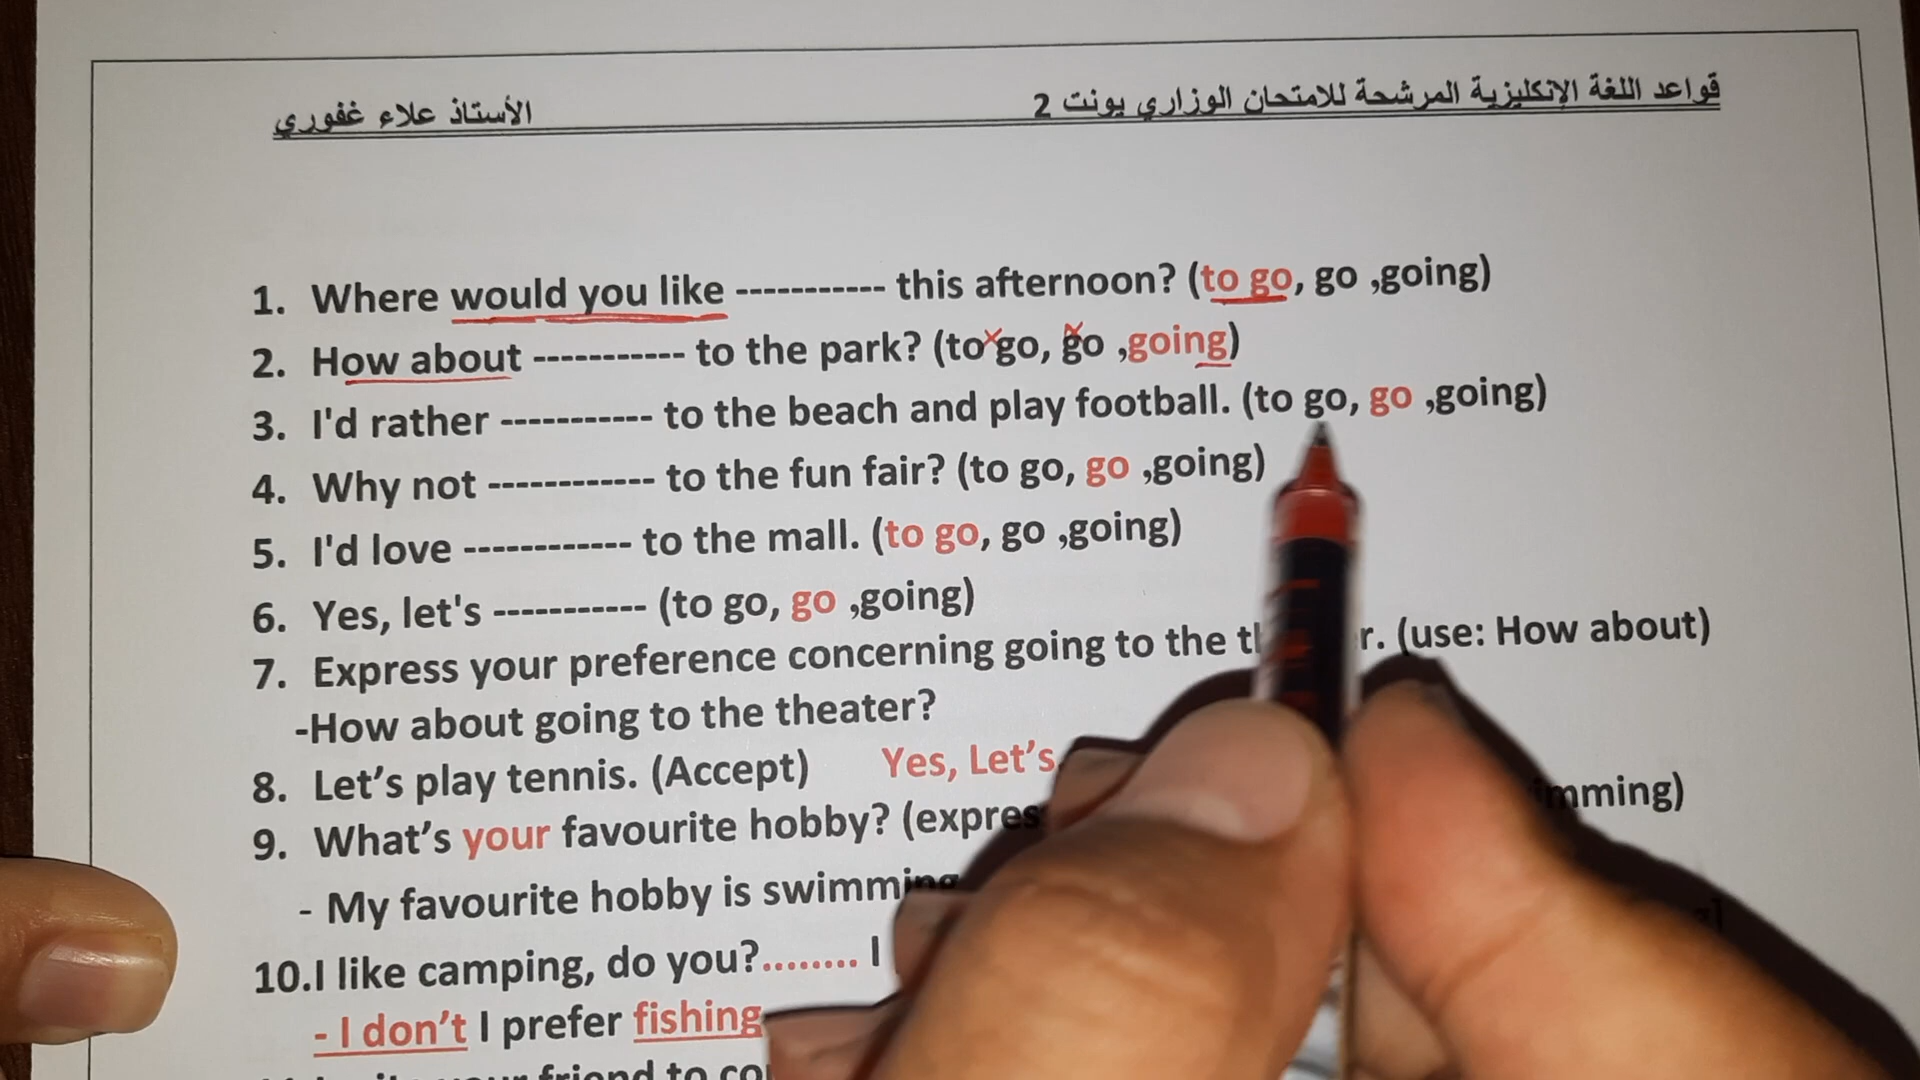 قواعد اللغة الإنكليزية المرشحة للامتحان الوزاري يونت 2 الأستاذ علاء غفوري
1. Where would you like ----------- this afternoon? (to go, go ,going)
2. How about ----------- to the park? (to go, go ,going)
3. I'd rather ----------- to the beach and play football. (to go, go ,going)
4. Why not ------------ to the fun fair? (to go, go ,going)
5. I'd love ------------ to the mall. (to go, go ,going)
6. Yes, let's ----------- (to go, go ,going)
7. Express your preference concerning going to the (use: How about)
-How about going to the theater?
8. Let’s play tennis. (Accept) Yes, Let’s
9. What’s your favourite hobby?
- My favourite hobby is
10.I like camping, do you?........ I
- I don’t I prefer fishing
friend to